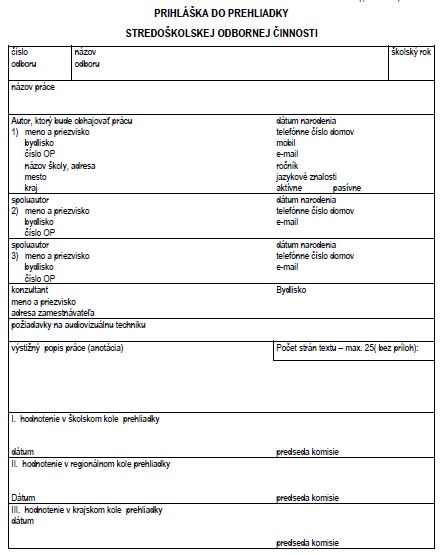 PRIHLÁŠKA DO PREHLIADKY
STREDOŠKOLSKEJ ODBORNEJ ČINNOSTI
číslo názov školský rok
odboru odboru
názov práce
Autor, ktorý bude obhajovať prácu dátum narodenia
1) meno a priezvisko telefónne číslo domov
bydlisko mobil
číslo OP e-mail
názov školy, adresa ročník
mesto jazykové znalosti
kraj aktívne pasívne
spoluautor dátum narodenia
2) meno a priezvisko telefónne číslo domov
bydlisko e-mail
číslo OP
spoluautor dátum narodenia
3) meno a priezvisko telefónne číslo domov
bydlisko e-mail
číslo OP
konzultant Bydlisko
meno a priezvisko
adresa zamestnávateľa
požiadavky na audiovizuálnu techniku
výstižný popis práce (anotácia) Počet strán textu – max. 25( bez príloh):
I. hodnotenie v školskom kole prehliadky
dátum predseda komisie
II. hodnotenie v regionálnom kole prehliadky
Dátum predseda komisie
III. hodnotenie v krajskom kole prehliadky
dátum
predseda komisie